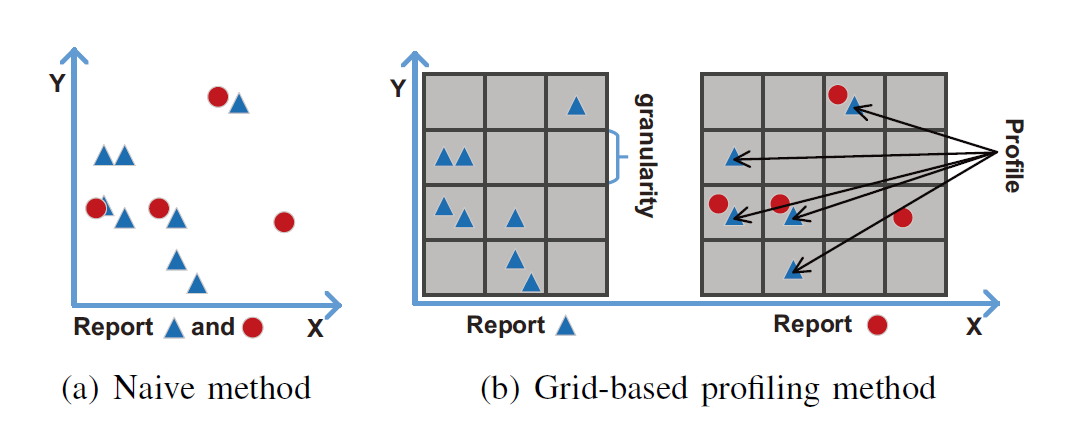 Y
Report and
X
(a) Naive method
Y
granularity
Report
Profile
Report
X
(b) Grid-based profiling method